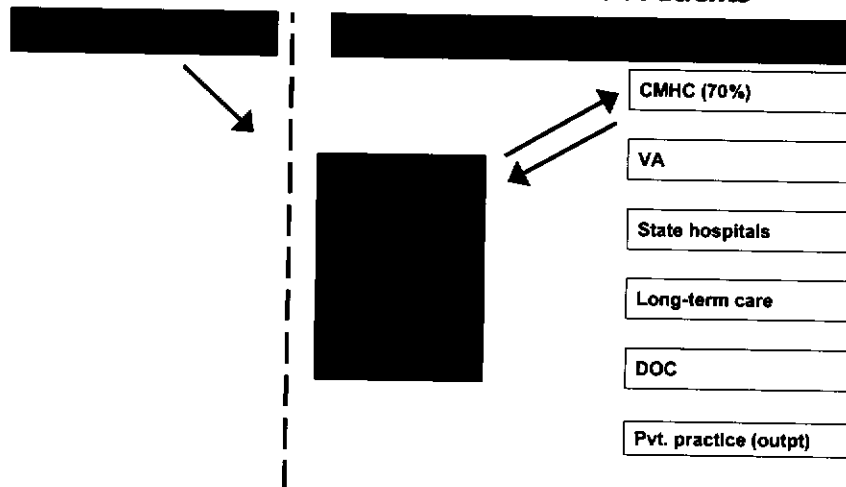 CMHC (70%)
VA
State hospitals
Long-term care
DOC
Pvt. practice (outpt)